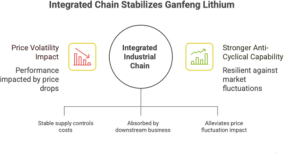 Integrated Chain Stabilizes Ganfeng Lithium
Price Volatility
Impact
Performance
impacted by price
drops
Integrated
Industrial
Chain
Stronger Anti-
Cyclical Capability
Resilient against
market
fluctuations
Stable supply controls
costs
Absorbed by
downstream business
Alleviates price
fluctuation impact